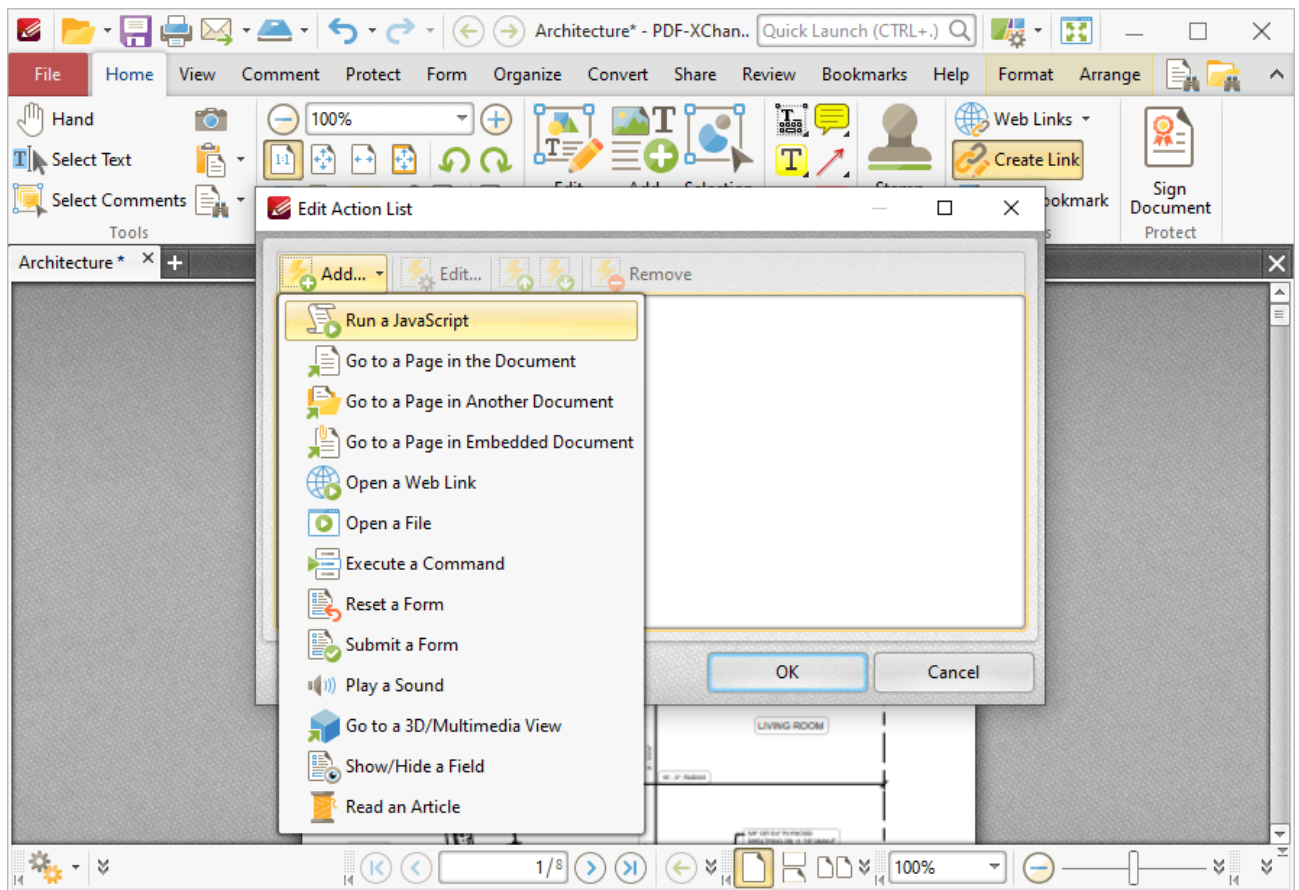 Architecture* - PDF-XChan.. Quick Launch (CTRL+.)
File Home View Comment Protect Form Organize Convert Share Review Bookmarks Help Format Arrange
Hand 100% Web Links
Select Text 1:1 Create Link
Select Comments
Sign
Document
Tools Protect
Edit Action List
Architecture*
Add... Edit... Remove
Run a JavaScript
Go to a Page in the Document
Go to a Page in Another Document
Go to a Page in Embedded Document
Open a Web Link
Open a File
Execute a Command
Reset a Form
Submit a Form
Play a Sound
Go to a 3D/Multimedia View
Show/Hide a Field
Read an Article
OK Cancel
LIVING ROOM
1/8 100%